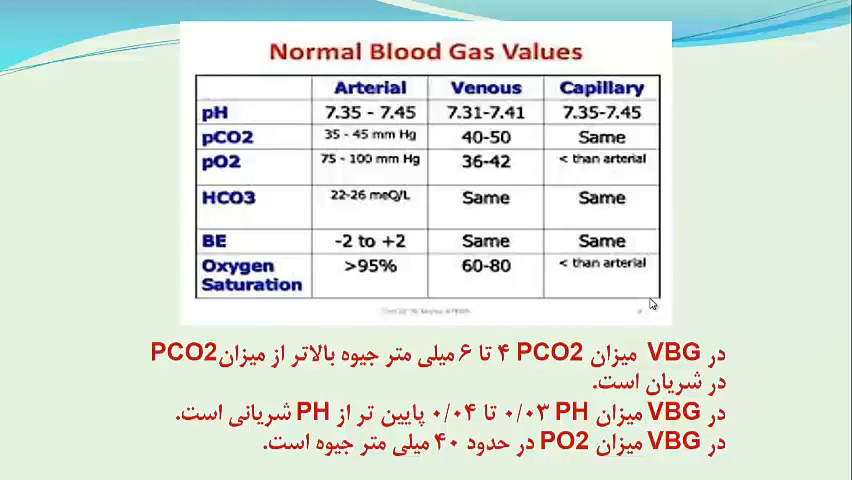 Normal Blood Gas Values
Arterial Venous Capillary
pH 7.35 - 7.45 7.31-7.41 7.35-7.45
pCO2 35 - 45 mm Hg 40-50 Same
pO2 75 - 100 mm Hg 36-42 < than arterial
HCO3 22-26 meQ/L Same Same
BE -2 to +2 Same Same
Oxygen Saturation >95% 60-80 < than arterial
در VBG میزان PCO2 ۴ تا ۶ میلی متر جیوه بالاتر از میزان PCO2
در شریان است.
در VBG میزان PH ۰/۰۳ تا ۰/۰۴ پایین تر از PH شریانی است.
در VBG میزان PO2 در حدود ۴۰ میلی متر جیوه است.